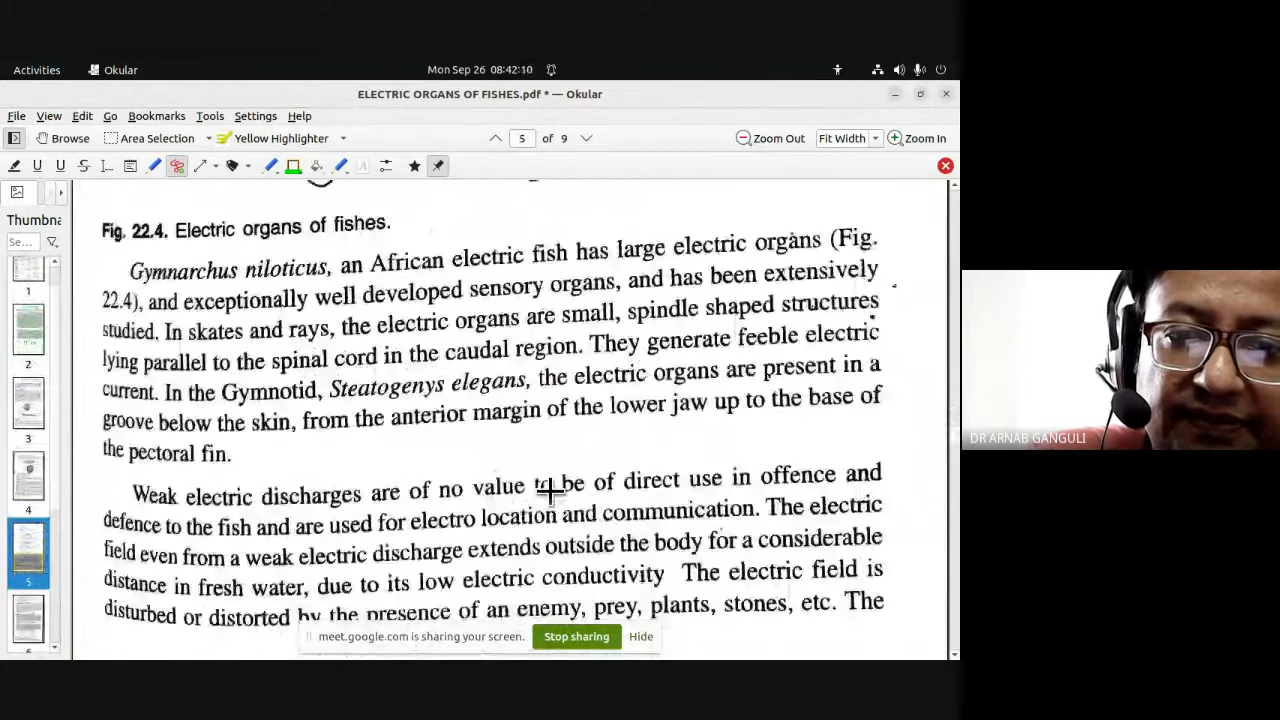 Activities Okular Mon Sep 26 08:42:10
ELECTRIC ORGANS OF FISHES.pdf * — Okular
File View Edit Go Bookmarks Tools Settings Help
Browse Area Selection Yellow Highlighter 5 of 9 Zoom Out Fit Width Zoom In
Thumbna
Se...
1
2
3
4
5
Fig. 22.4. Electric organs of fishes.
Gymnarchus niloticus, an African electric fish has large electric organs (Fig.
22.4), and exceptionally well developed sensory organs, and has been extensively
studied. In skates and rays, the electric organs are small, spindle shaped structures
lying parallel to the spinal cord in the caudal region. They generate feeble electric
current. In the Gymnotid, Steatogenys elegans, the electric organs are present in a
groove below the skin, from the anterior margin of the lower jaw up to the base of
the pectoral fin.
Weak electric discharges are of no value to be of direct use in offence and
defence to the fish and are used for electro location and communication. The electric
field even from a weak electric discharge extends outside the body for a considerable
distance in fresh water, due to its low electric conductivity The electric field is
disturbed or distorted by the presence of an enemy, prey, plants, stones, etc. The
meet.google.com is sharing your screen. Stop sharing Hide
DR ARNAB GANGULI